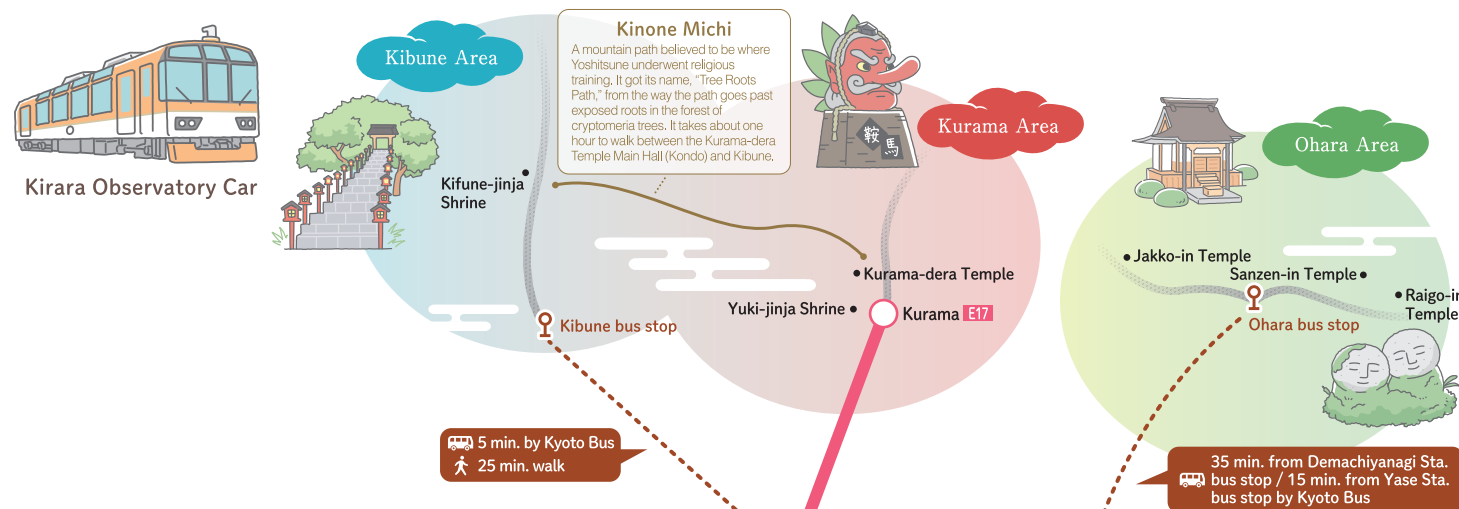 Kirara Observatory Car
Kibune Area
Kinone Michi
A mountain path believed to be where
Yoshitsune underwent religious
training. It got its name, “Tree Roots
Path,” from the way the path goes past
exposed roots in the forest of
cryptomeria trees. It takes about one
hour to walk between the Kurama-dera
Temple Main Hall (Kondo) and Kibune.
鞍
馬
Kurama Area
Ohara Area
Kifune-jinja
Shrine
Kurama-dera Temple
Yuki-jinja Shrine
Kurama E17
Kibune bus stop
Jakko-in Temple
Sanzen-in Temple
Temple
Ohara bus stop
5 min. by Kyoto Bus
25 min. walk
35 min. from Demachiyanagi Sta.
bus stop / 15 min. from Yase Sta.
bus stop by Kyoto Bus